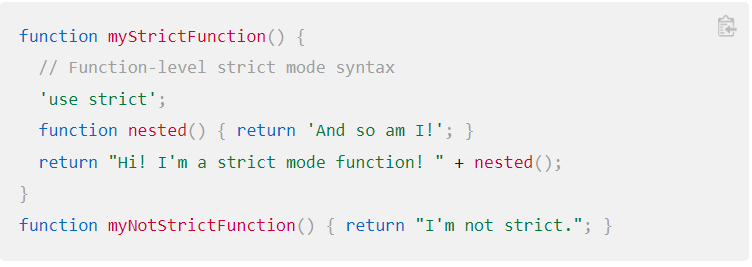 function myStrictFunction() {
  // Function-level strict mode syntax
  'use strict';
  function nested() { return 'And so am I!'; }
  return "Hi! I'm a strict mode function! " + nested();
}
function myNotStrictFunction() { return "I'm not strict."; }